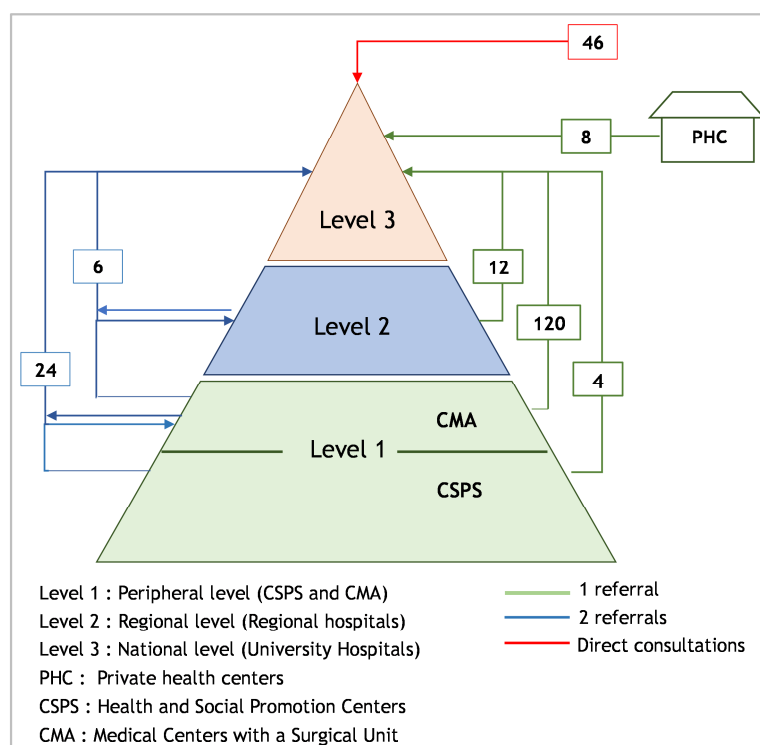 46
8
PHC
Level 3
6
12
Level 2
120
24
4
CMA
Level 1
CSPS
Level 1 : Peripheral level (CSPS and CMA)
Level 2 : Regional level (Regional hospitals)
Level 3 : National level (University Hospitals)
PHC : Private health centers
CSPS : Health and Social Promotion Centers
CMA : Medical Centers with a Surgical Unit
1 referral
2 referrals
Direct consultations